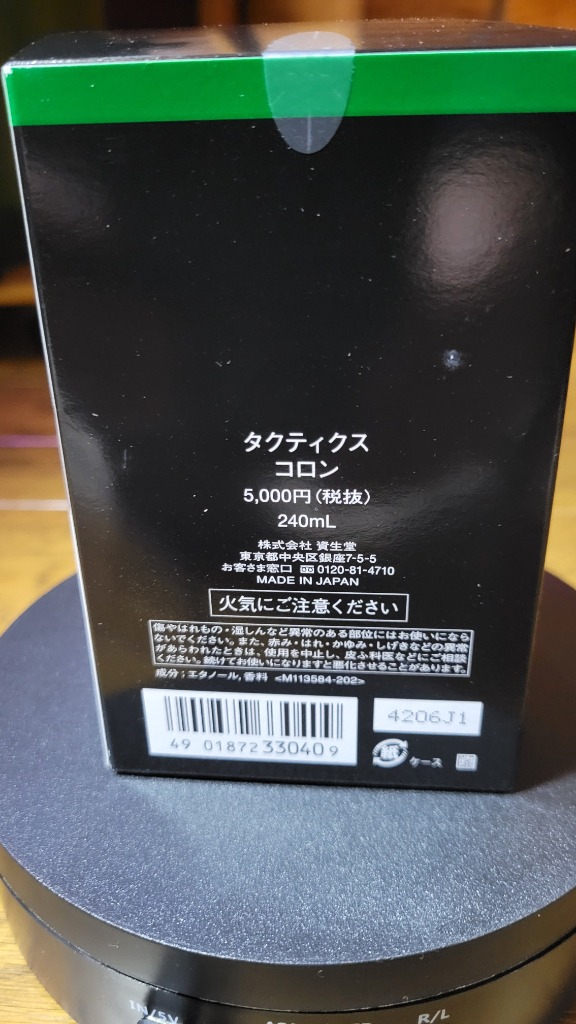 タクティクス
コロン
5,000円(税抜)
240mL
株式会社 資生堂
東京都中央区銀座7-5-5
お客さま窓口 0120-81-4710
MADE IN JAPAN
火気にご注意ください
傷やはれもの・湿しんなど異常のある部位にはお使いになら
ないでください。また、赤み・はれ・かゆみ・しげきなどの異常
があらわれたときは、使用を中止し、皮ふ科医などにご相談
ください。続けてお使いになりますと悪化させることがあります。
成分;エタノール,香料 <M113584-202>
4 901872 330409
4206J1
紙
ケース
IN/5V
R/L